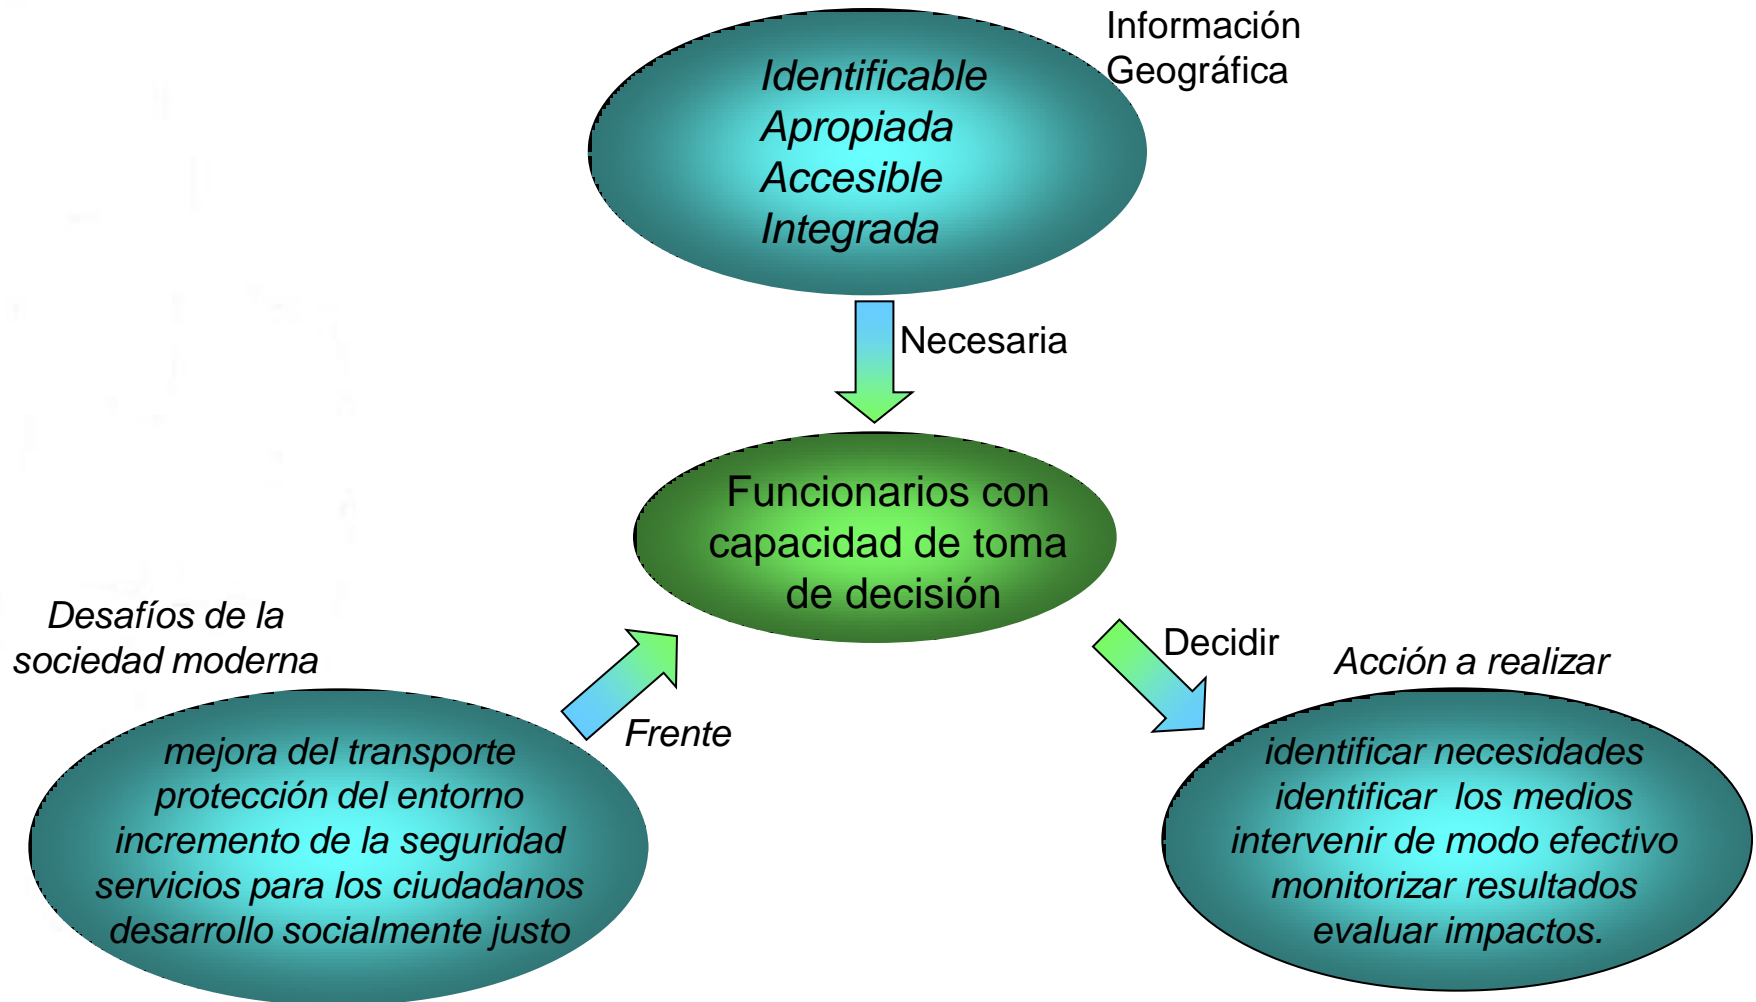 Información
Geográfica
Identificable
Apropiada
Accesible
Integrada
Necesaria
Funcionarios con
capacidad de toma
de decisión
Desafíos de la
sociedad moderna
Frente
mejora del transporte
protección del entorno
incremento de la seguridad
servicios para los ciudadanos
desarrollo socialmente justo
Decidir
Acción a realizar
identificar necesidades
identificar los medios
intervenir de modo efectivo
monitorizar resultados
evaluar impactos.